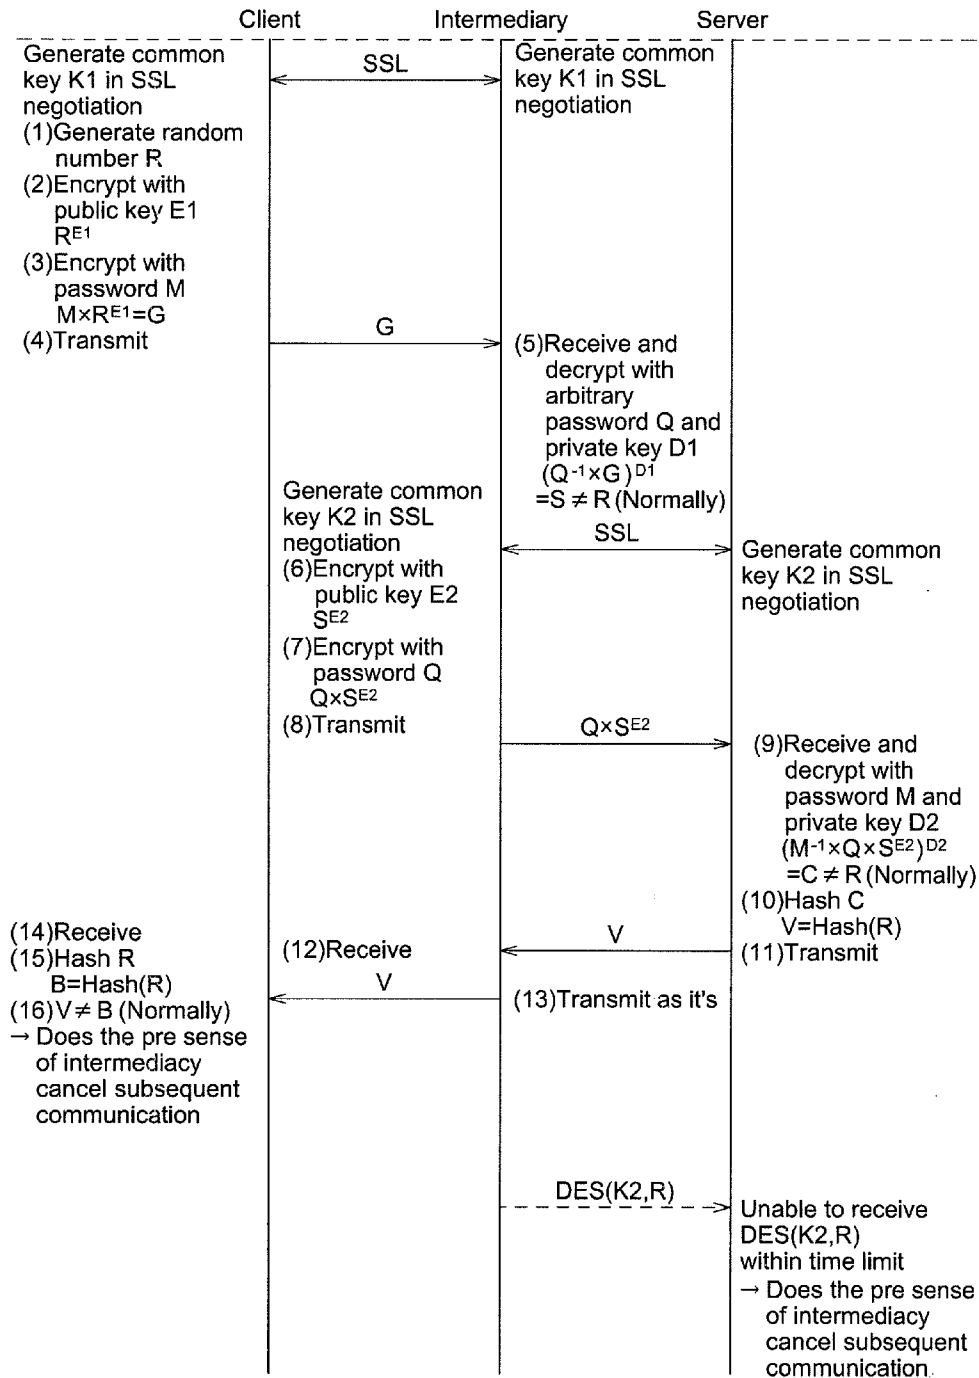 Client Intermediary Server
Generate common
key K1 in SSL
negotiation
SSL
Generate common
key K1 in SSL
negotiation
(1)Generate random
number R
(2)Encrypt with
public key E1
R^E1
(3)Encrypt with
password M
M×R^E1=G
(4)Transmit
G
(5)Receive and
decrypt with
arbitrary
password Q and
private key D1
(Q^-1×G)^D1
=S ≠ R (Normally)
Generate common
key K2 in SSL
negotiation
SSL
Generate common
key K2 in SSL
negotiation
(6)Encrypt with
public key E2
S^E2
(7)Encrypt with
password Q
Q×S^E2
(8)Transmit
Q×S^E2
(9)Receive and
decrypt with
password M and
private key D2
(M^-1×Q×S^E2)^D2
=C ≠ R (Normally)
(10)Hash C
V=Hash(R)
(11)Transmit
V
(12)Receive
(13)Transmit as it's
V
(14)Receive
(15)Hash R
B=Hash(R)
(16)V≠ B (Normally)
→ Does the pre sense
of intermediacy
cancel subsequent
communication
DES(K2,R)
Unable to receive
DES(K2,R)
within time limit
→ Does the pre sense
of intermediacy
cancel subsequent
communication